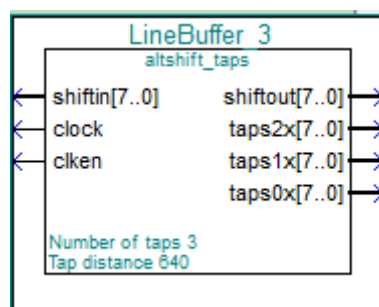 LineBuffer_3
altshift_taps
shiftin[7..0] shiftout[7..0]
clock taps2x[7..0]
clken taps1x[7..0]
taps0x[7..0]
Number of taps 3
Tap distance 640